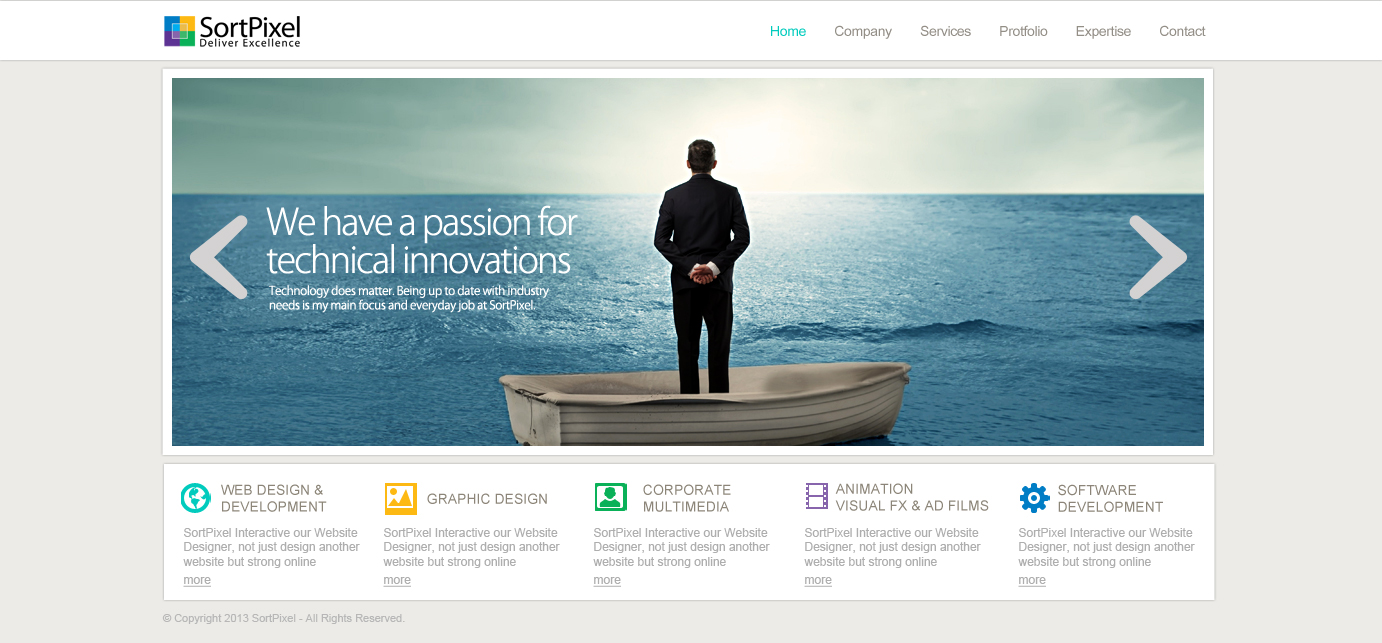 SortPixel
Deliver Excellence
Home Company Services Protfolio Expertise Contact
We have a passion for
technical innovations
Technology does matter. Being up to date with industry
needs is my main focus and everyday job at SortPixel.
WEB DESIGN &
DEVELOPMENT
SortPixel Interactive our Website
Designer, not just design another
website but strong online
more
GRAPHIC DESIGN
SortPixel Interactive our Website
Designer, not just design another
website but strong online
more
CORPORATE
MULTIMEDIA
SortPixel Interactive our Website
Designer, not just design another
website but strong online
more
ANIMATION
VISUAL FX & AD FILMS
SortPixel Interactive our Website
Designer, not just design another
website but strong online
more
SOFTWARE
DEVELOPMENT
SortPixel Interactive our Website
Designer, not just design another
website but strong online
more
© Copyright 2013 SortPixel - All Rights Reserved.